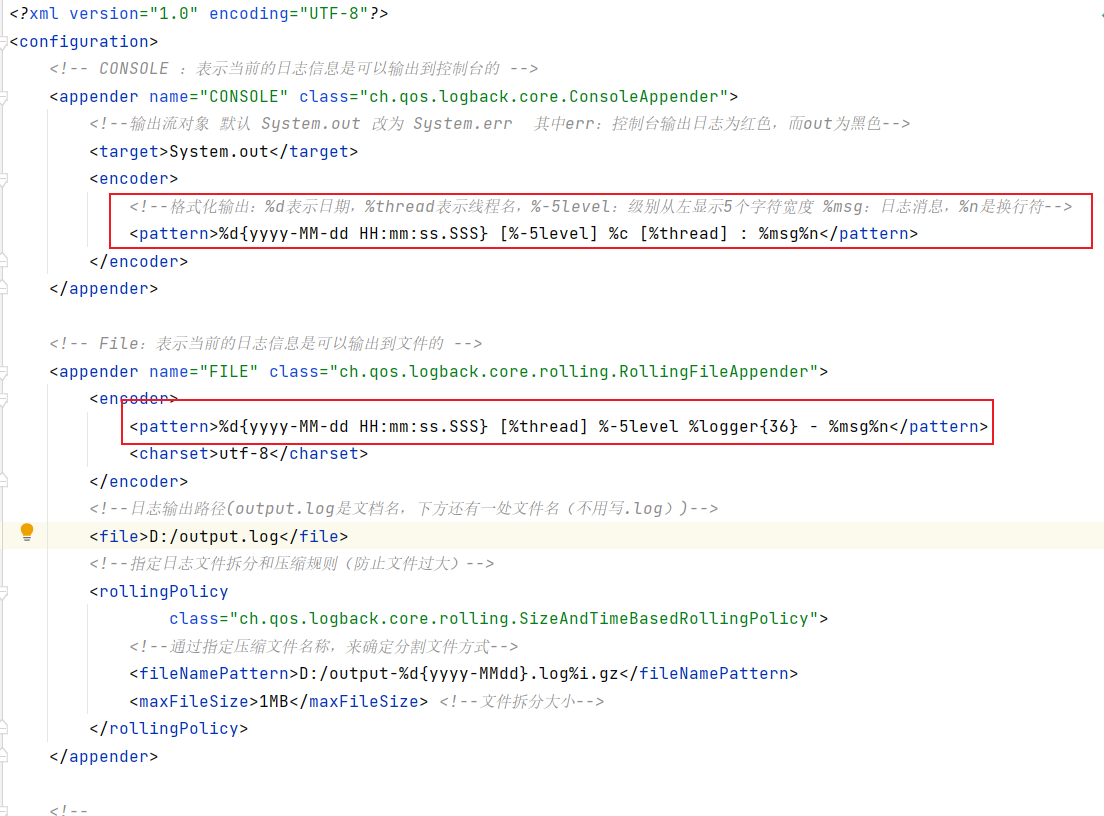 <?xml version="1.0" encoding="UTF-8"?>
<configuration>
<!-- CONSOLE ：表示当前的日志信息是可以输出到控制台的 -->
<appender name="CONSOLE" class="ch.qos.logback.core.ConsoleAppender">
<!--输出流对象 默认 System.out 改为 System.err  其中err：控制台输出日志为红色，而out为黑色-->
<target>System.out</target>
<encoder>
<!--格式化输出：%d表示日期，%thread表示线程名，%-5level：级别从左显示5个字符宽度 %msg：日志消息，%n是换行符-->
<pattern>%d{yyyy-MM-dd HH:mm:ss.SSS} [%-5level] %c [%thread] : %msg%n</pattern>
</encoder>
</appender>
<!-- File：表示当前的日志信息是可以输出到文件的 -->
<appender name="FILE" class="ch.qos.logback.core.rolling.RollingFileAppender">
<encoder>
<pattern>%d{yyyy-MM-dd HH:mm:ss.SSS} [%thread] %-5level %logger{36} - %msg%n</pattern>
<charset>utf-8</charset>
</encoder>
<!--日志输出路径(output.log是文档名，下方还有一处文件名（不用写.log）)-->
<file>D:/output.log</file>
<!--指定日志文件拆分和压缩规则（防止文件过大）-->
<rollingPolicy
class="ch.qos.logback.core.rolling.SizeAndTimeBasedRollingPolicy">
<!--通过指定压缩文件名称，来确定分割文件方式-->
<fileNamePattern>D:/output-%d{yyyy-MMdd}.log%i.gz</fileNamePattern>
<maxFileSize>1MB</maxFileSize> <!--文件拆分大小-->
</rollingPolicy>
</appender>
<!--